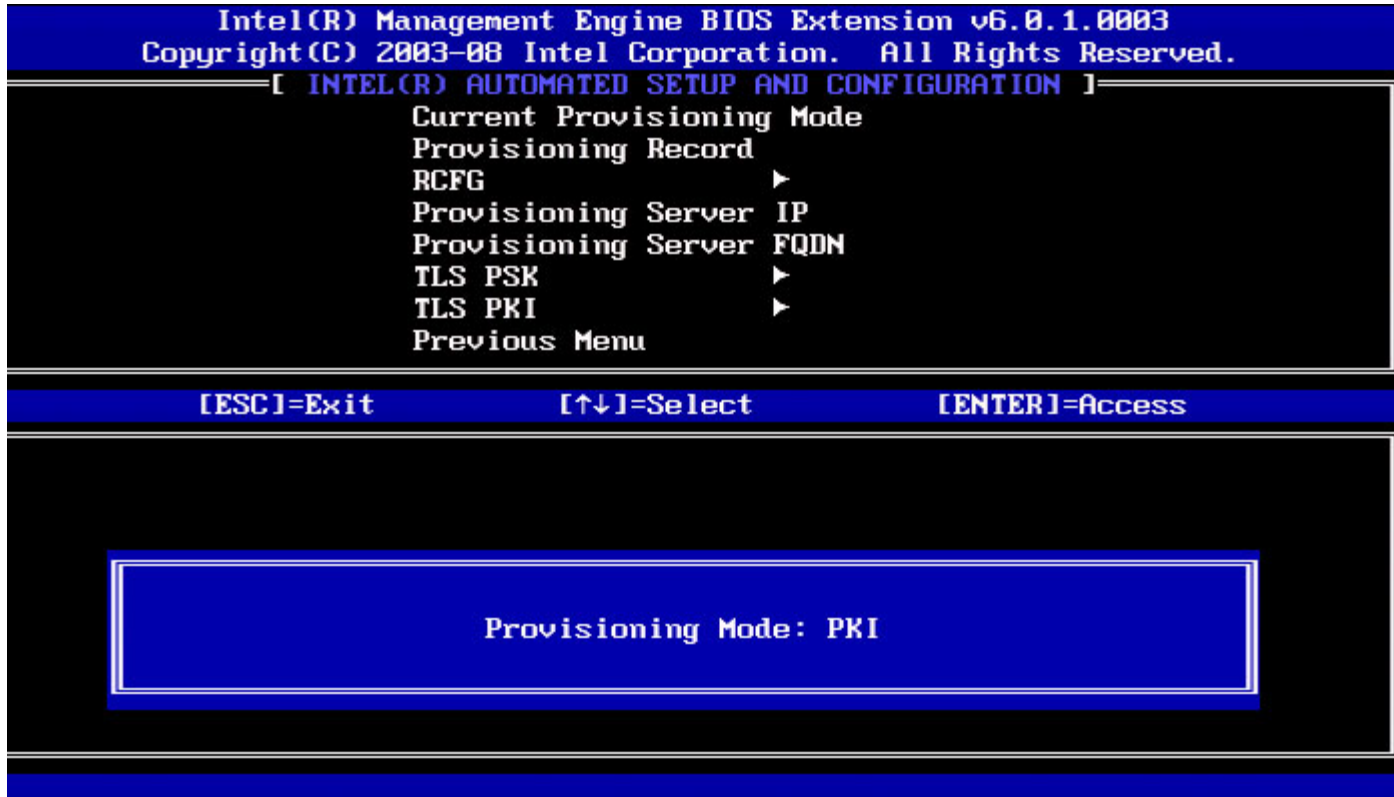 Intel(R) Management Engine BIOS Extension v6.0.1.0003
Copyright(C) 2003-08 Intel Corporation. All Rights Reserved.
[ INTEL(R) AUTOMATED SETUP AND CONFIGURATION ]
Current Provisioning Mode
Provisioning Record
RCFG ►
Provisioning Server IP
Provisioning Server FQDN
TLS PSK ►
TLS PKI ►
Previous Menu
[ESC]=Exit [↑↓]=Select [ENTER]=Access
Provisioning Mode: PKI